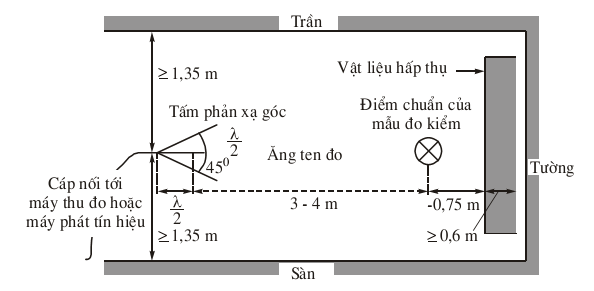 Trần
≥ 1,35 m
Vật liệu hấp thụ
Tấm phản xạ góc
Điểm chuẩn của
mẫu đo kiểm
λ/2
45⁰
Ăng ten đo
Tường
Cáp nối tới
máy thu đo hoặc
máy phát tín hiệu
λ/2
3 - 4 m
-0,75 m
≥ 1,35 m
≥ 0,6 m
Sàn